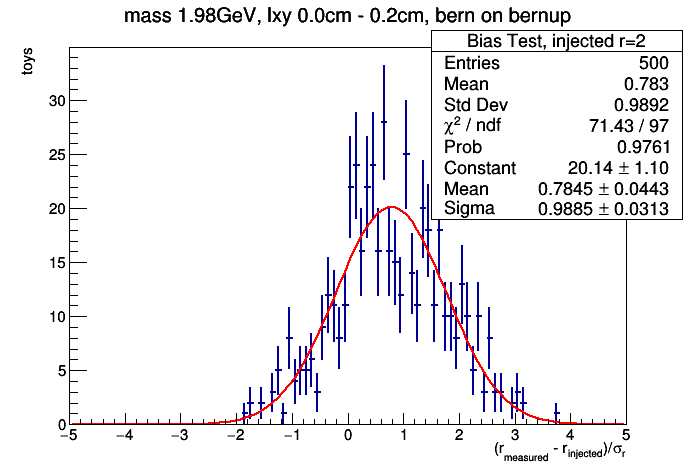 mass 1.98GeV, lxy 0.0cm - 0.2cm, bern on bernup
Bias Test, injected r=2
Entries 500
Mean 0.783
Std Dev 0.9892
χ² / ndf 71.43 / 97
Prob 0.9761
Constant 20.14 ± 1.10
Mean 0.7845 ± 0.0443
Sigma 0.9885 ± 0.0313
toys
30
25
20
15
10
5
0
−5 −4 −3 −2 −1 0 1 2 3 4 5
(r_measured - r_injected)/σ_r